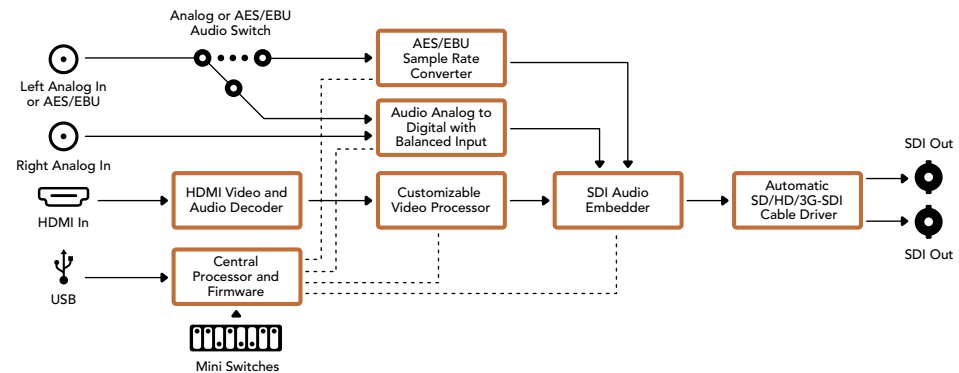 Analog or AES/EBU
Audio Switch
Left Analog In
or AES/EBU
AES/EBU
Sample Rate
Converter
Right Analog In
Audio Analog to
Digital with
Balanced Input
HDMI In
HDMI Video and
Audio Decoder
Customizable
Video Processor
SDI Audio
Embedder
Automatic
SD/HD/3G-SDI
Cable Driver
SDI Out
SDI Out
USB
Central
Processor and
Firmware
Mini Switches